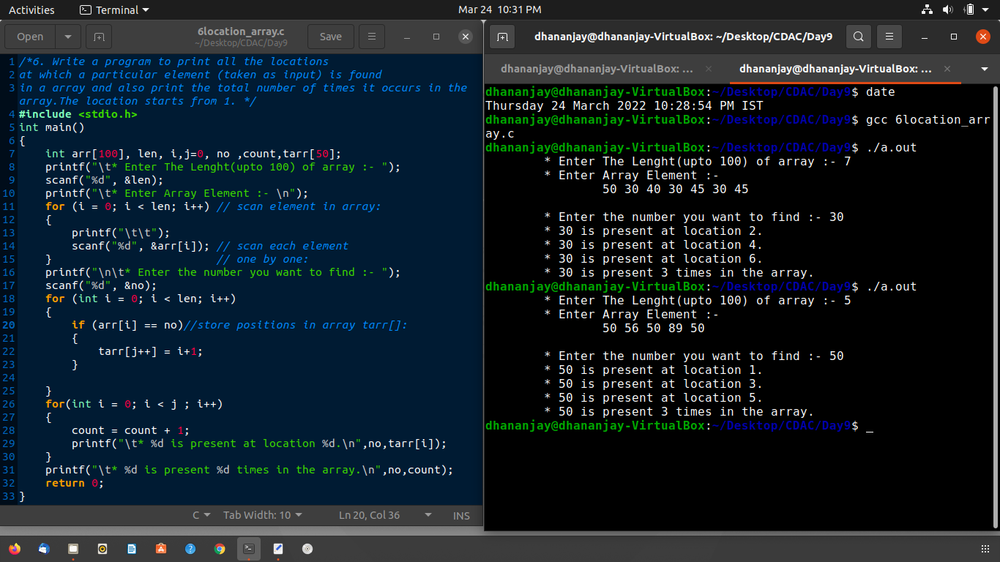 Activities Terminal Mar 24 10:31 PM
Open 6location_array.c Save
~/Desktop/CDAC/Day9
1 /*6. Write a program to print all the locations
2 at which a particular element (taken as input) is found
3 in a array and also print the total number of times it occurs in the
array.The location starts from 1. */
4 #include <stdio.h>
5 int main()
6 {
7     int arr[100], len, i,j=0, no ,count,tarr[50];
8     printf("\t* Enter The Lenght(upto 100) of array :- ");
9     scanf("%d", &len);
10     printf("\t* Enter Array Element :- \n");
11     for (i = 0; i < len; i++) // scan element in array:
12     {
13         printf("\t\t");
14         scanf("%d", &arr[i]); // scan each element
15     }                         // one by one:
16     printf("\n\t* Enter the number you want to find :- ");
17     scanf("%d", &no);
18     for (int i = 0; i < len; i++)
19     {
20         if (arr[i] == no)//store positions in array tarr[]:
21         {
22             tarr[j++] = i+1;
23         }
24
25     }
26     for(int i = 0; i < j ; i++)
27     {
28         count = count + 1;
29         printf("\t* %d is present at location %d.\n",no,tarr[i]);
30     }
31     printf("\t* %d is present %d times in the array.\n",no,count);
32     return 0;
33 }
C Tab Width: 10 Ln 20, Col 36 INS
dhananjay@dhananjay-VirtualBox: ~/Desktop/CDAC/Day9
dhananjay@dhananjay-VirtualBox: ... dhananjay@dhananjay-VirtualBox: ...
dhananjay@dhananjay-VirtualBox:~/Desktop/CDAC/Day9$ date
Thursday 24 March 2022 10:28:54 PM IST
dhananjay@dhananjay-VirtualBox:~/Desktop/CDAC/Day9$ gcc 6location_arr
ay.c
dhananjay@dhananjay-VirtualBox:~/Desktop/CDAC/Day9$ ./a.out
        * Enter The Lenght(upto 100) of array :- 7
        * Enter Array Element :-
                50 30 40 30 45 30 45

        * Enter the number you want to find :- 30
        * 30 is present at location 2.
        * 30 is present at location 4.
        * 30 is present at location 6.
        * 30 is present 3 times in the array.
dhananjay@dhananjay-VirtualBox:~/Desktop/CDAC/Day9$ ./a.out
        * Enter The Lenght(upto 100) of array :- 5
        * Enter Array Element :-
                50 56 50 89 50

        * Enter the number you want to find :- 50
        * 50 is present at location 1.
        * 50 is present at location 3.
        * 50 is present at location 5.
        * 50 is present 3 times in the array.
dhananjay@dhananjay-VirtualBox:~/Desktop/CDAC/Day9$ _